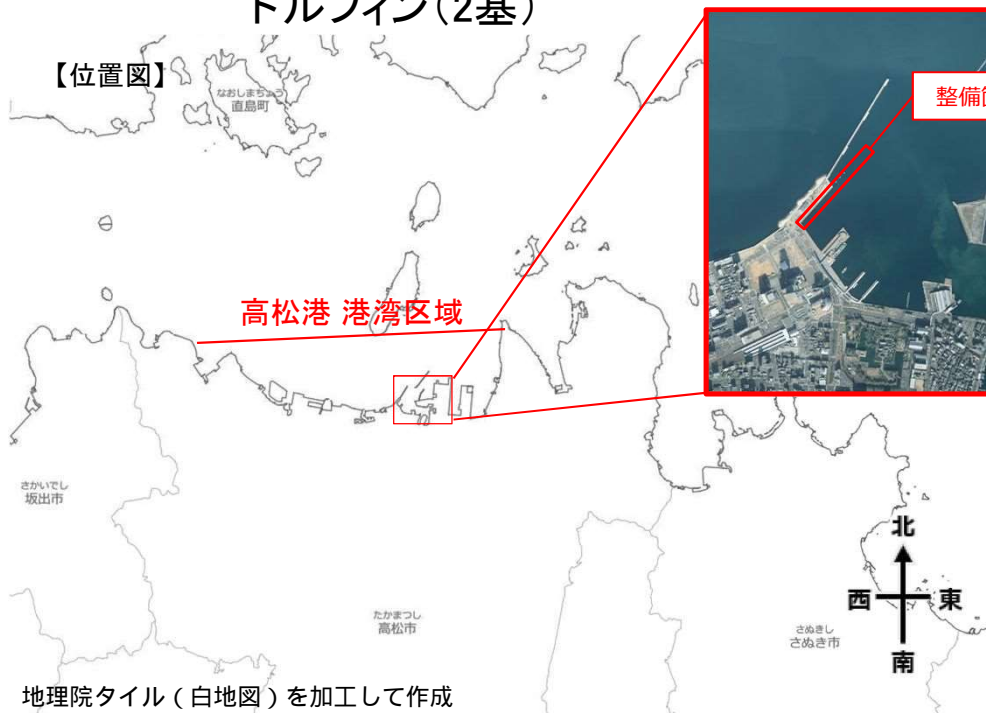 ドルフィン(2基)
【位置図】
なおしまちょう
直島町
整備
高松港 港湾区域
さかいでし
坂出市
たかまつし
高松市
さぬきし
さぬき市
北
西
東
南
地理院タイル(白地図)を加工して作成